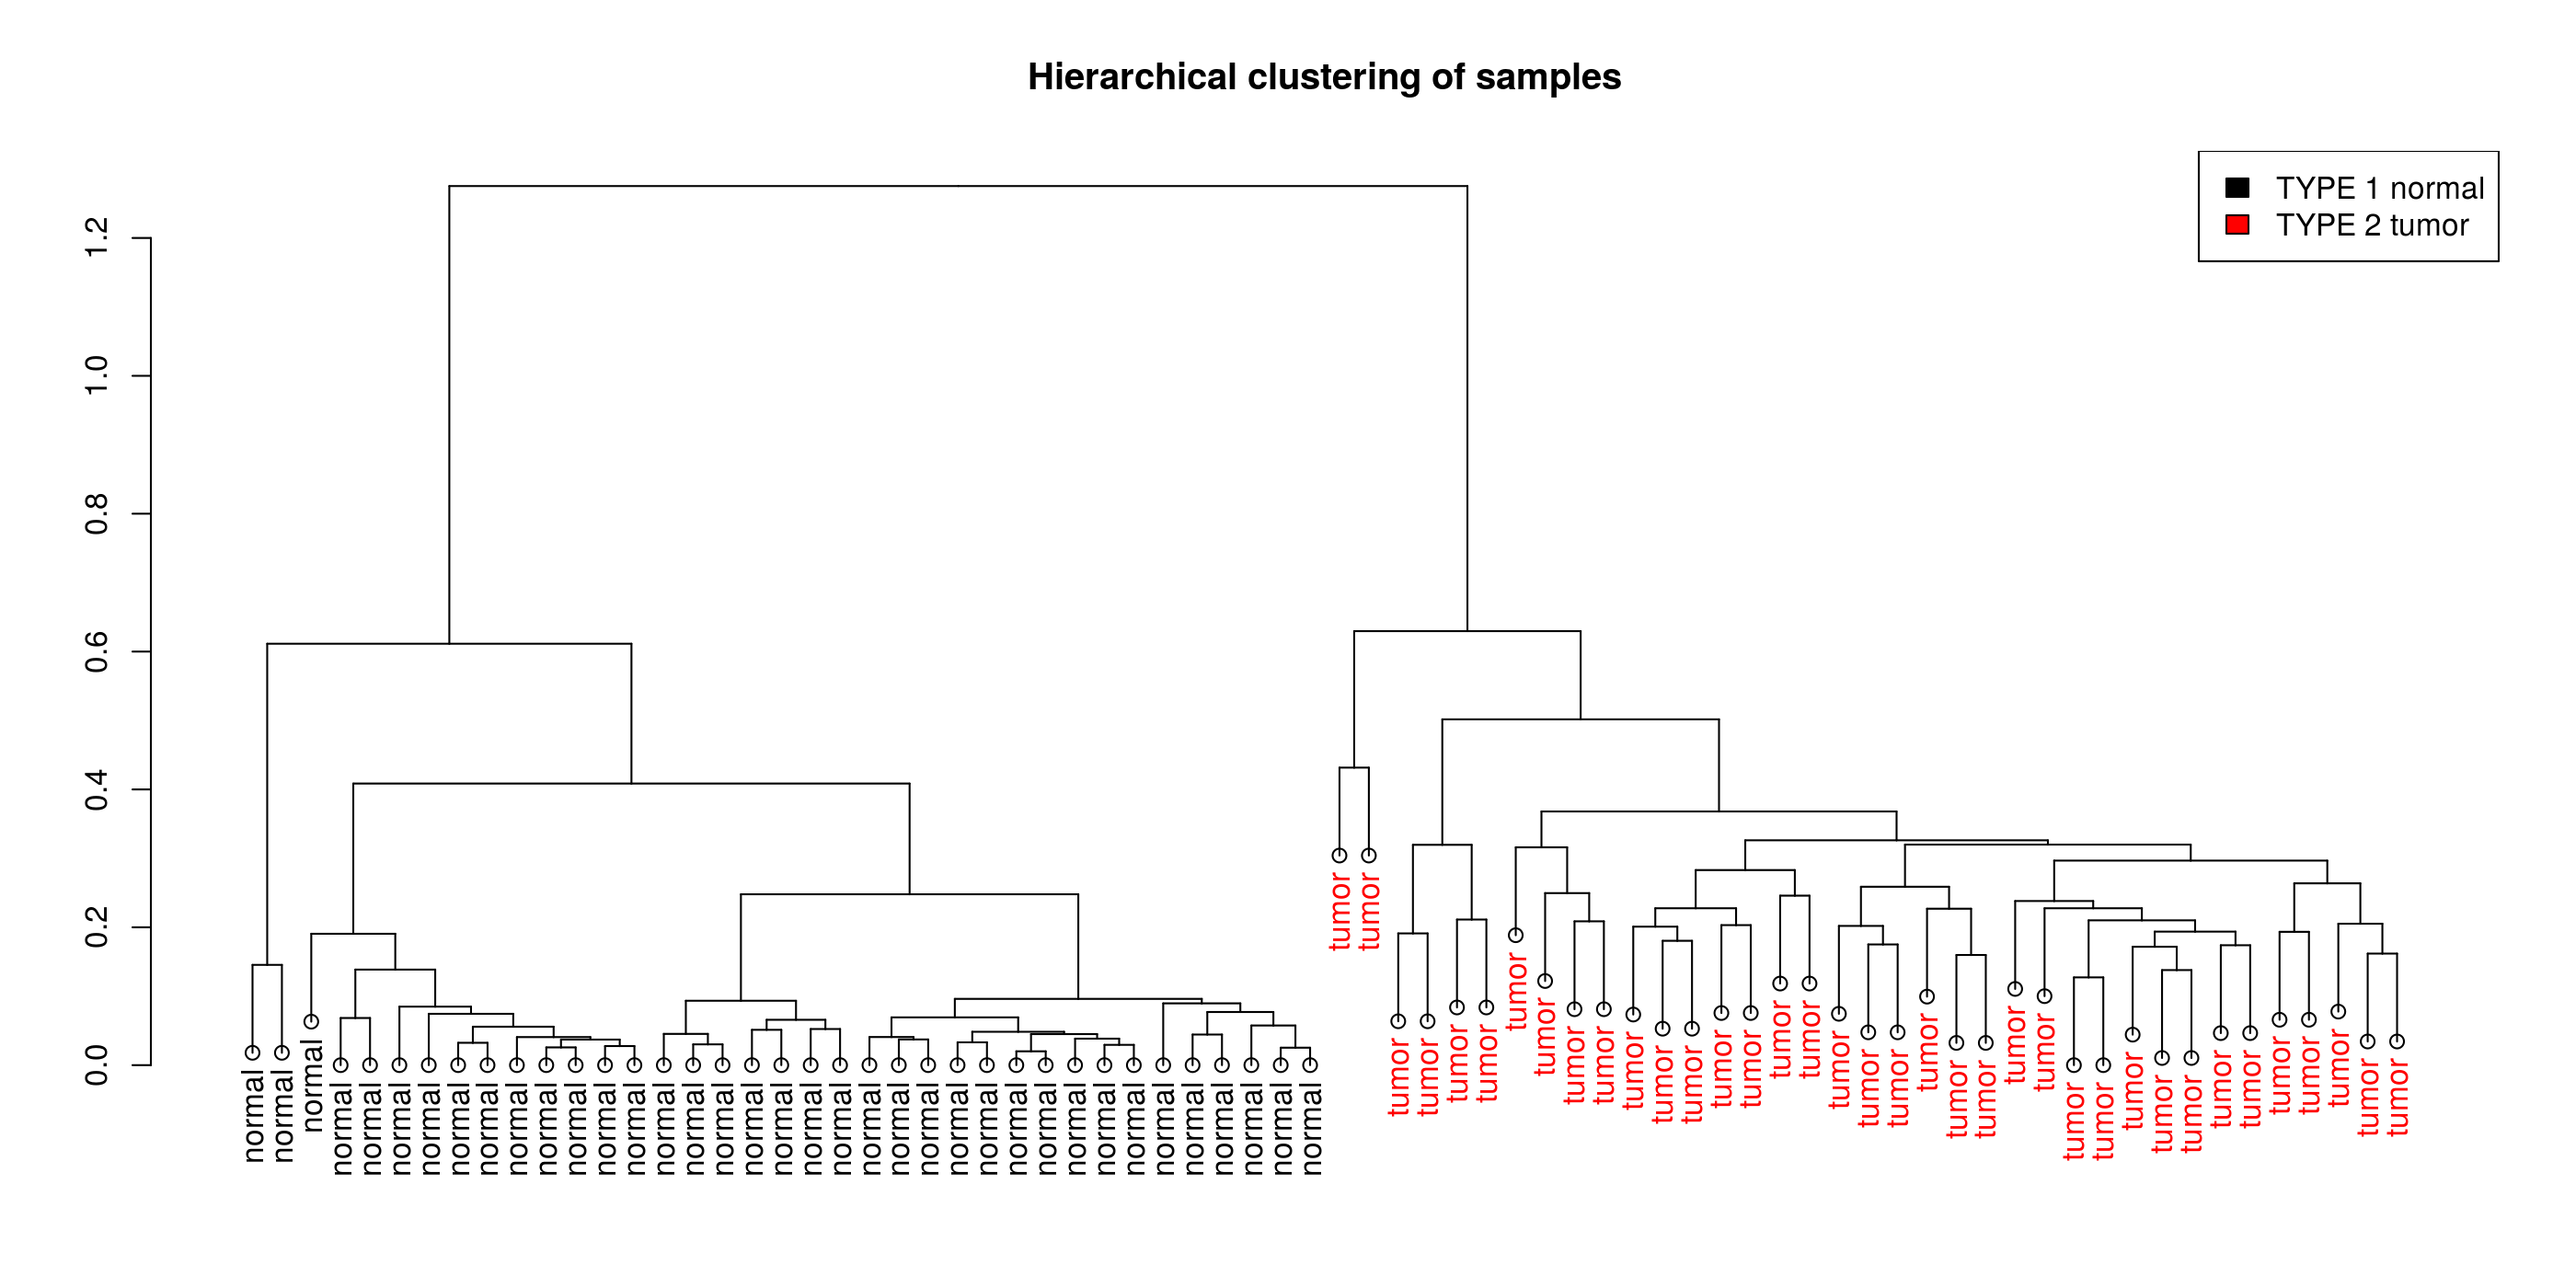 Hierarchical clustering of samples
TYPE 1 normal
TYPE 2 tumor
1.2
1.0
0.8
0.6
0.4
0.2
0.0
normal normal normal normal normal normal normal normal normal normal normal normal normal normal normal normal normal normal normal normal normal normal normal normal normal normal normal normal normal normal normal normal normal normal normal normal normal tumor tumor tumor tumor tumor tumor tumor tumor tumor tumor tumor tumor tumor tumor tumor tumor tumor tumor tumor tumor tumor tumor tumor tumor tumor tumor tumor tumor tumor tumor tumor tumor tumor tumor tumor tumor tumor